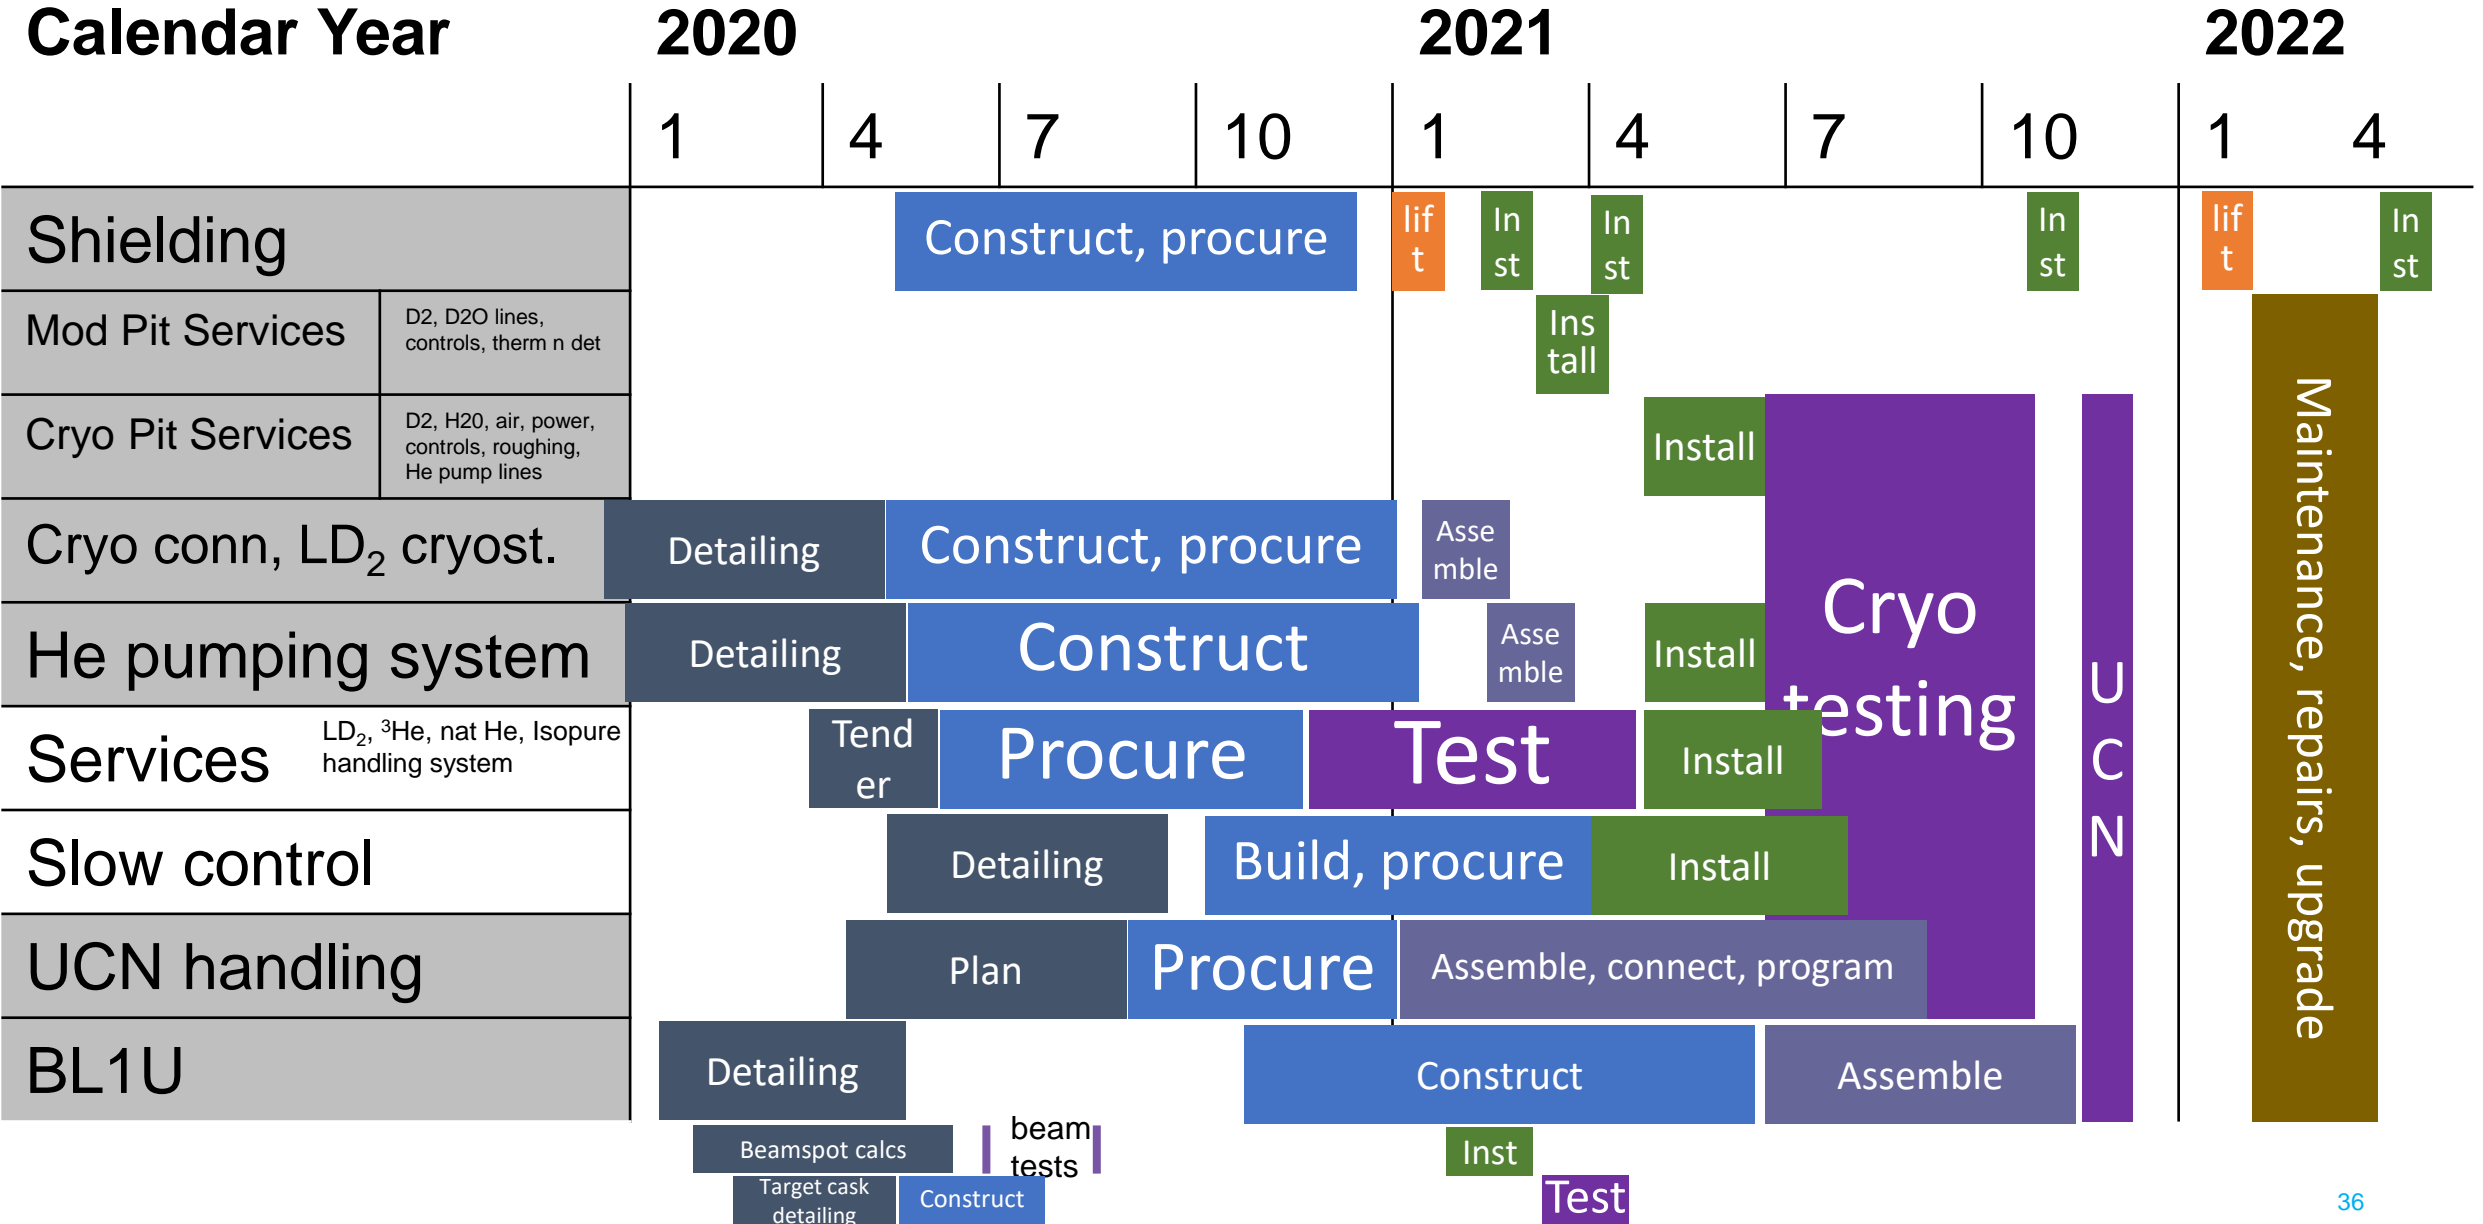 Calendar Year 2020 2021 2022
1 4 7 10 1 4 7 10 1 4
Shielding
Construct, procure
lif
t
In
st
In
st
In
st
lif
t
In
st
Mod Pit Services
D2, D2O lines,
controls, therm n det
Ins
tall
Cryo Pit Services
D2, H20, air, power,
controls, roughing,
He pump lines
Install
Cryo conn, LD2 cryost.
Detailing
Construct, procure
Asse
mble
He pumping system
Detailing
Construct
Asse
mble
Install
Cryo
testing
U
C
N
Maintenance, repairs, upgrade
Services
LD2, 3He, nat He, Isopure
handling system
Tend
er
Procure
Test
Install
Slow control
Detailing
Build, procure
Install
UCN handling
Plan
Procure
Assemble, connect, program
BL1U
Detailing
Construct
Assemble
Beamspot calcs
beam
tests
Inst
Target cask
detailing
Construct
Test
36